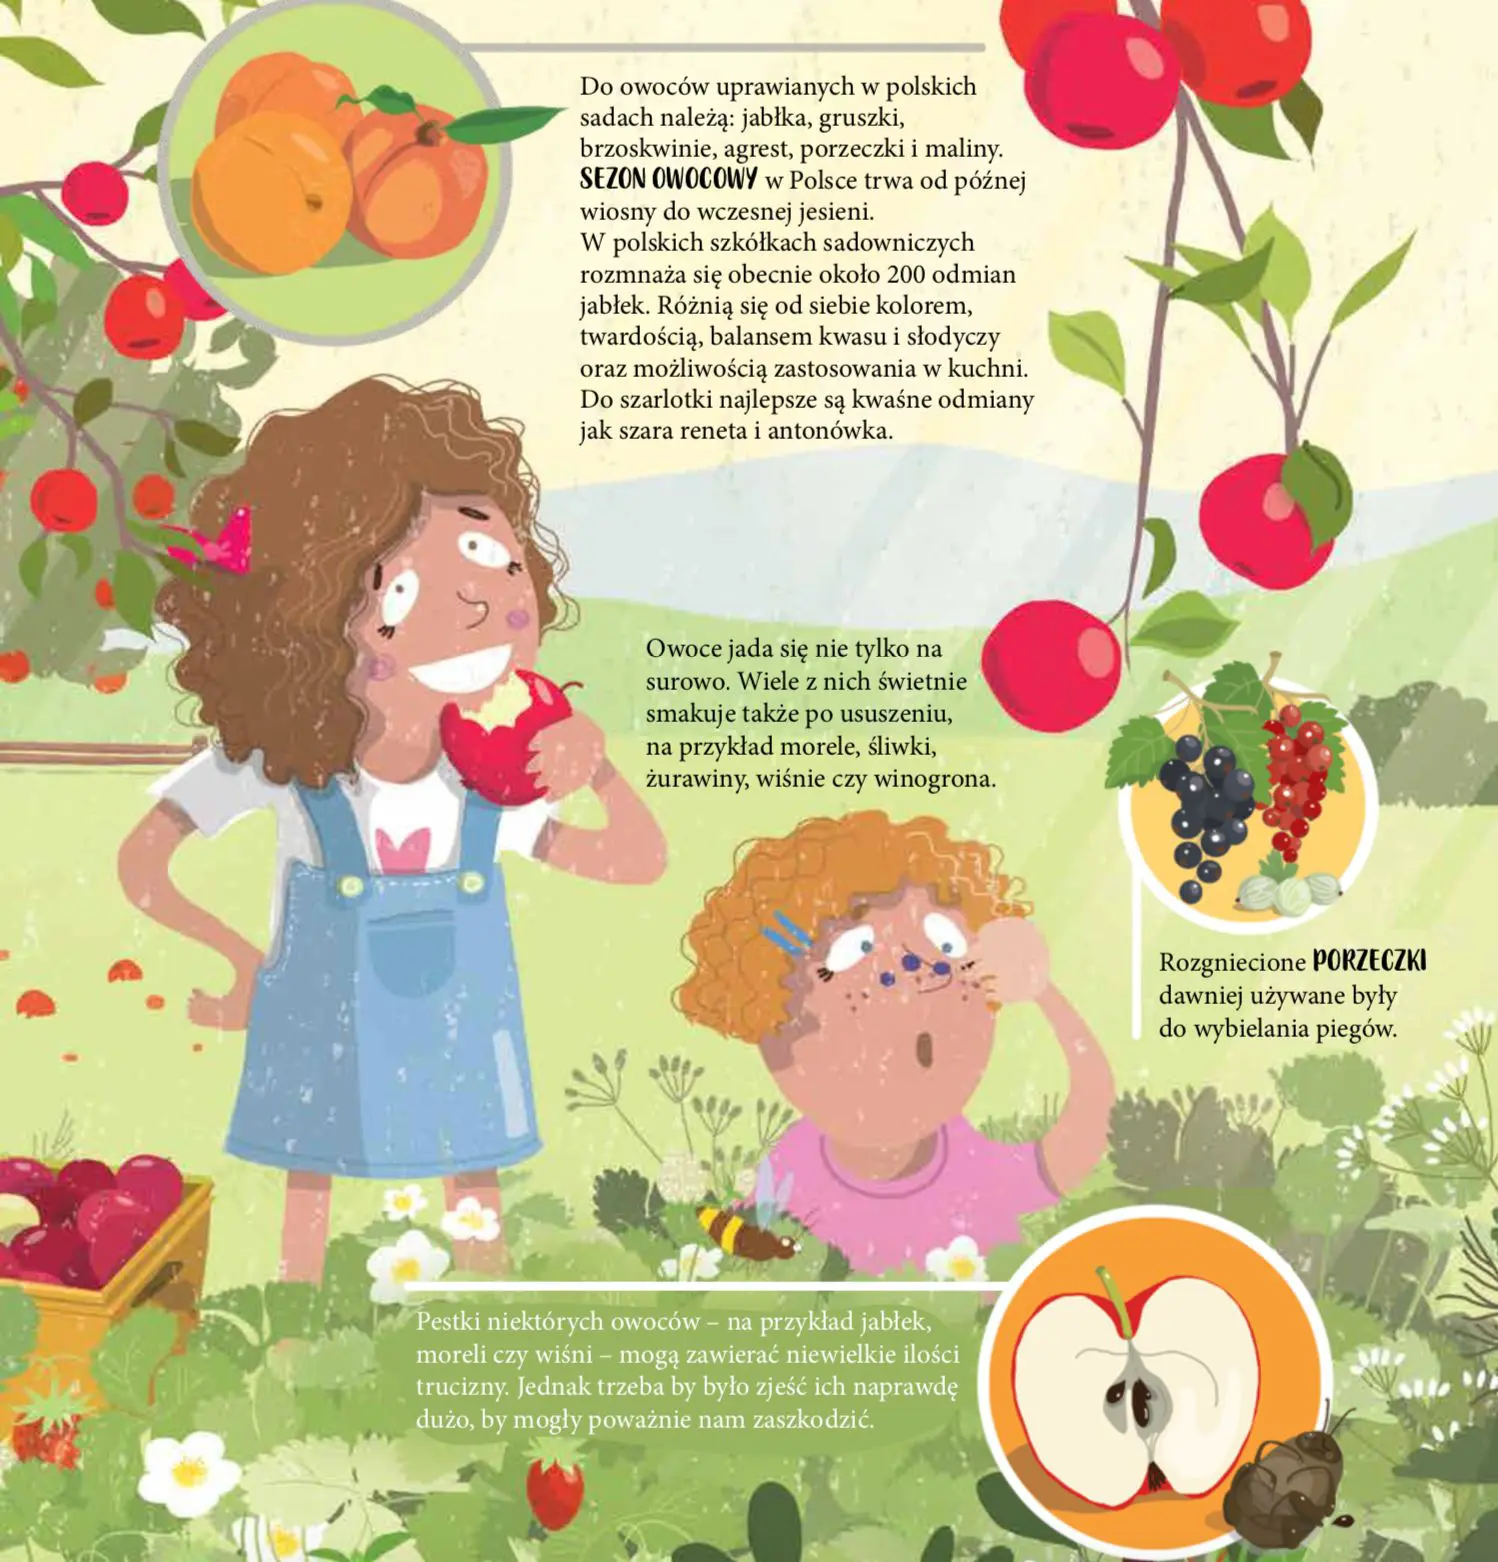 Do owoców uprawianych w polskich
sadach należą: jabłka, gruszki,
brzoskwinie, agrest, porzeczki i maliny.
SEZON OWOCOWY w Polsce trwa od późnej
wiosny do wczesnej jesieni.
W polskich szkółkach sadowniczych
rozmnaża się obecnie około 200 odmian
jabłek. Różnią się od siebie kolorem,
twardością, balansem kwasu i słodyczy
oraz możliwością zastosowania w kuchni.
Do szarlotki najlepsze są kwaśne odmiany
jak szara reneta i antonówka.
Owoce jada się nie tylko na
surowo. Wiele z nich świetnie
smakuje także po ususzeniu,
na przykład morele, śliwki,
żurawiny, wiśnie czy winogrona.
Rozgniecione PORZECZKI
dawniej używane były
do wybielania piegów.
Pestki niektórych owoców – na przykład jabłek,
moreli czy wiśni – mogą zawierać niewielkie ilości
trucizny. Jednak trzeba by było zjeść ich naprawdę
dużo, by mogły poważnie nam zaszkodzić.